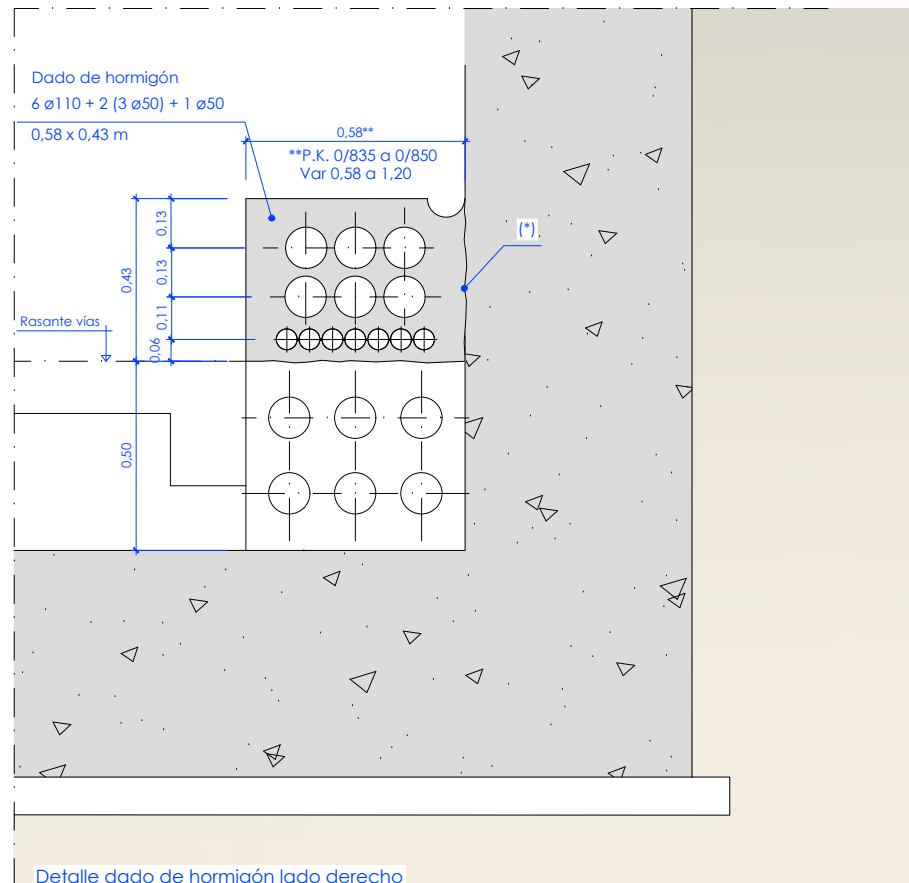 Dado de hormigón
6 ø110 + 2 (3 ø50) + 1 ø50
0,58 x 0,43 m
0,58**
**P.K. 0/835 a 0/850
Var 0,58 a 1,20
(*)
0,13
0,43
0,13
0,11
0,06
Rasante vías
0,50
Detalle dado de hormigón lado derecho